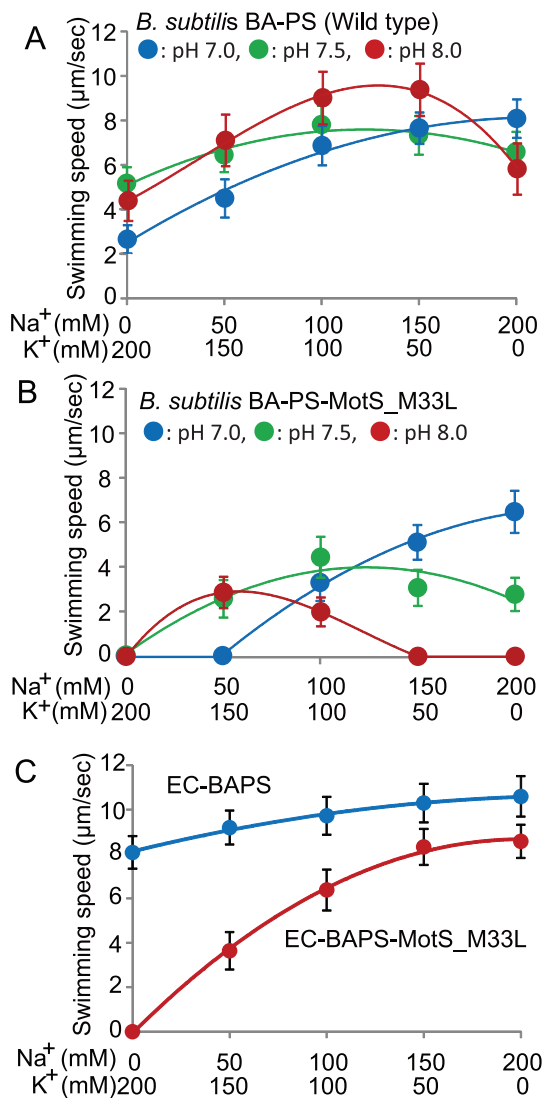 A
B. subtilis BA-PS (Wild type)
: pH 7.0, : pH 7.5, : pH 8.0
Swimming speed (μm/sec)
12
10
8
6
4
2
0
Na+ (mM) 0 50 100 150 200
K+ (mM) 200 150 100 50 0
B
B. subtilis BA-PS-MotS_M33L
: pH 7.0, : pH 7.5, : pH 8.0
Swimming speed (μm/sec)
12
10
8
6
4
2
0
Na+ (mM) 0 50 100 150 200
K+ (mM) 200 150 100 50 0
C
EC-BAPS
EC-BAPS-MotS_M33L
Swimming speed (μm/sec)
12
10
8
6
4
2
0
Na+ (mM) 0 50 100 150 200
K+ (mM) 200 150 100 50 0